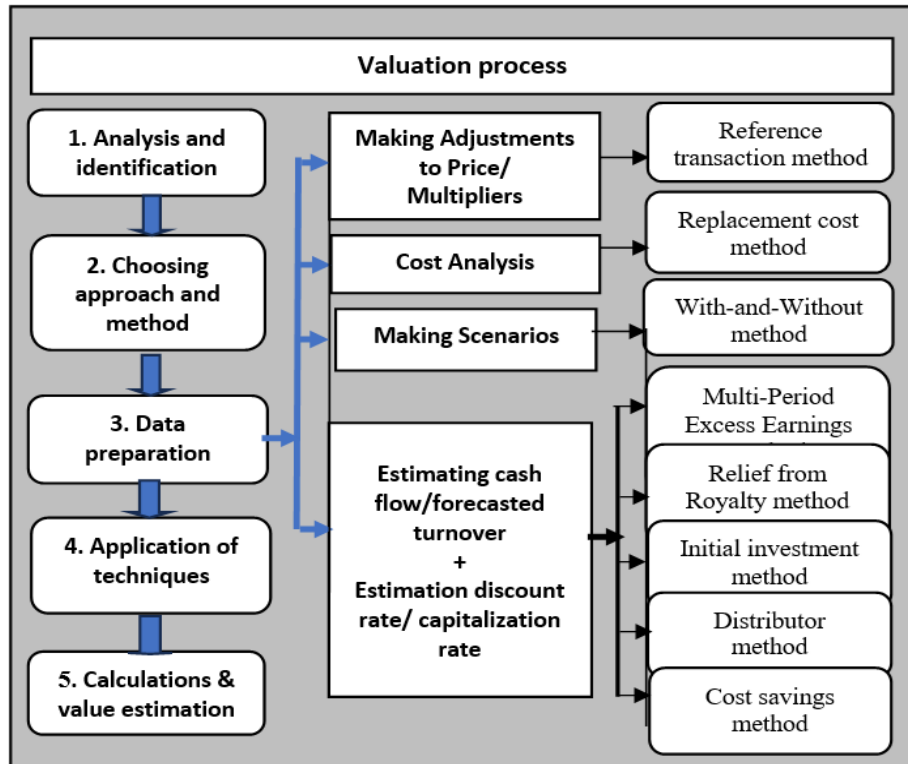 Valuation process
1. Analysis and
identification
2. Choosing
approach and
method
3. Data
preparation
4. Application of
techniques
5. Calculations &
value estimation
Making Adjustments
to Price/
Multipliers
Cost Analysis
Making Scenarios
Estimating cash
flow/forecasted
turnover
+
Estimation discount
rate/ capitalization
rate
Reference
transaction method
Replacement cost
method
With-and-Without
method
Multi-Period
Excess Earnings
Relief from
Royalty method
Initial investment
method
Distributor
method
Cost savings
method